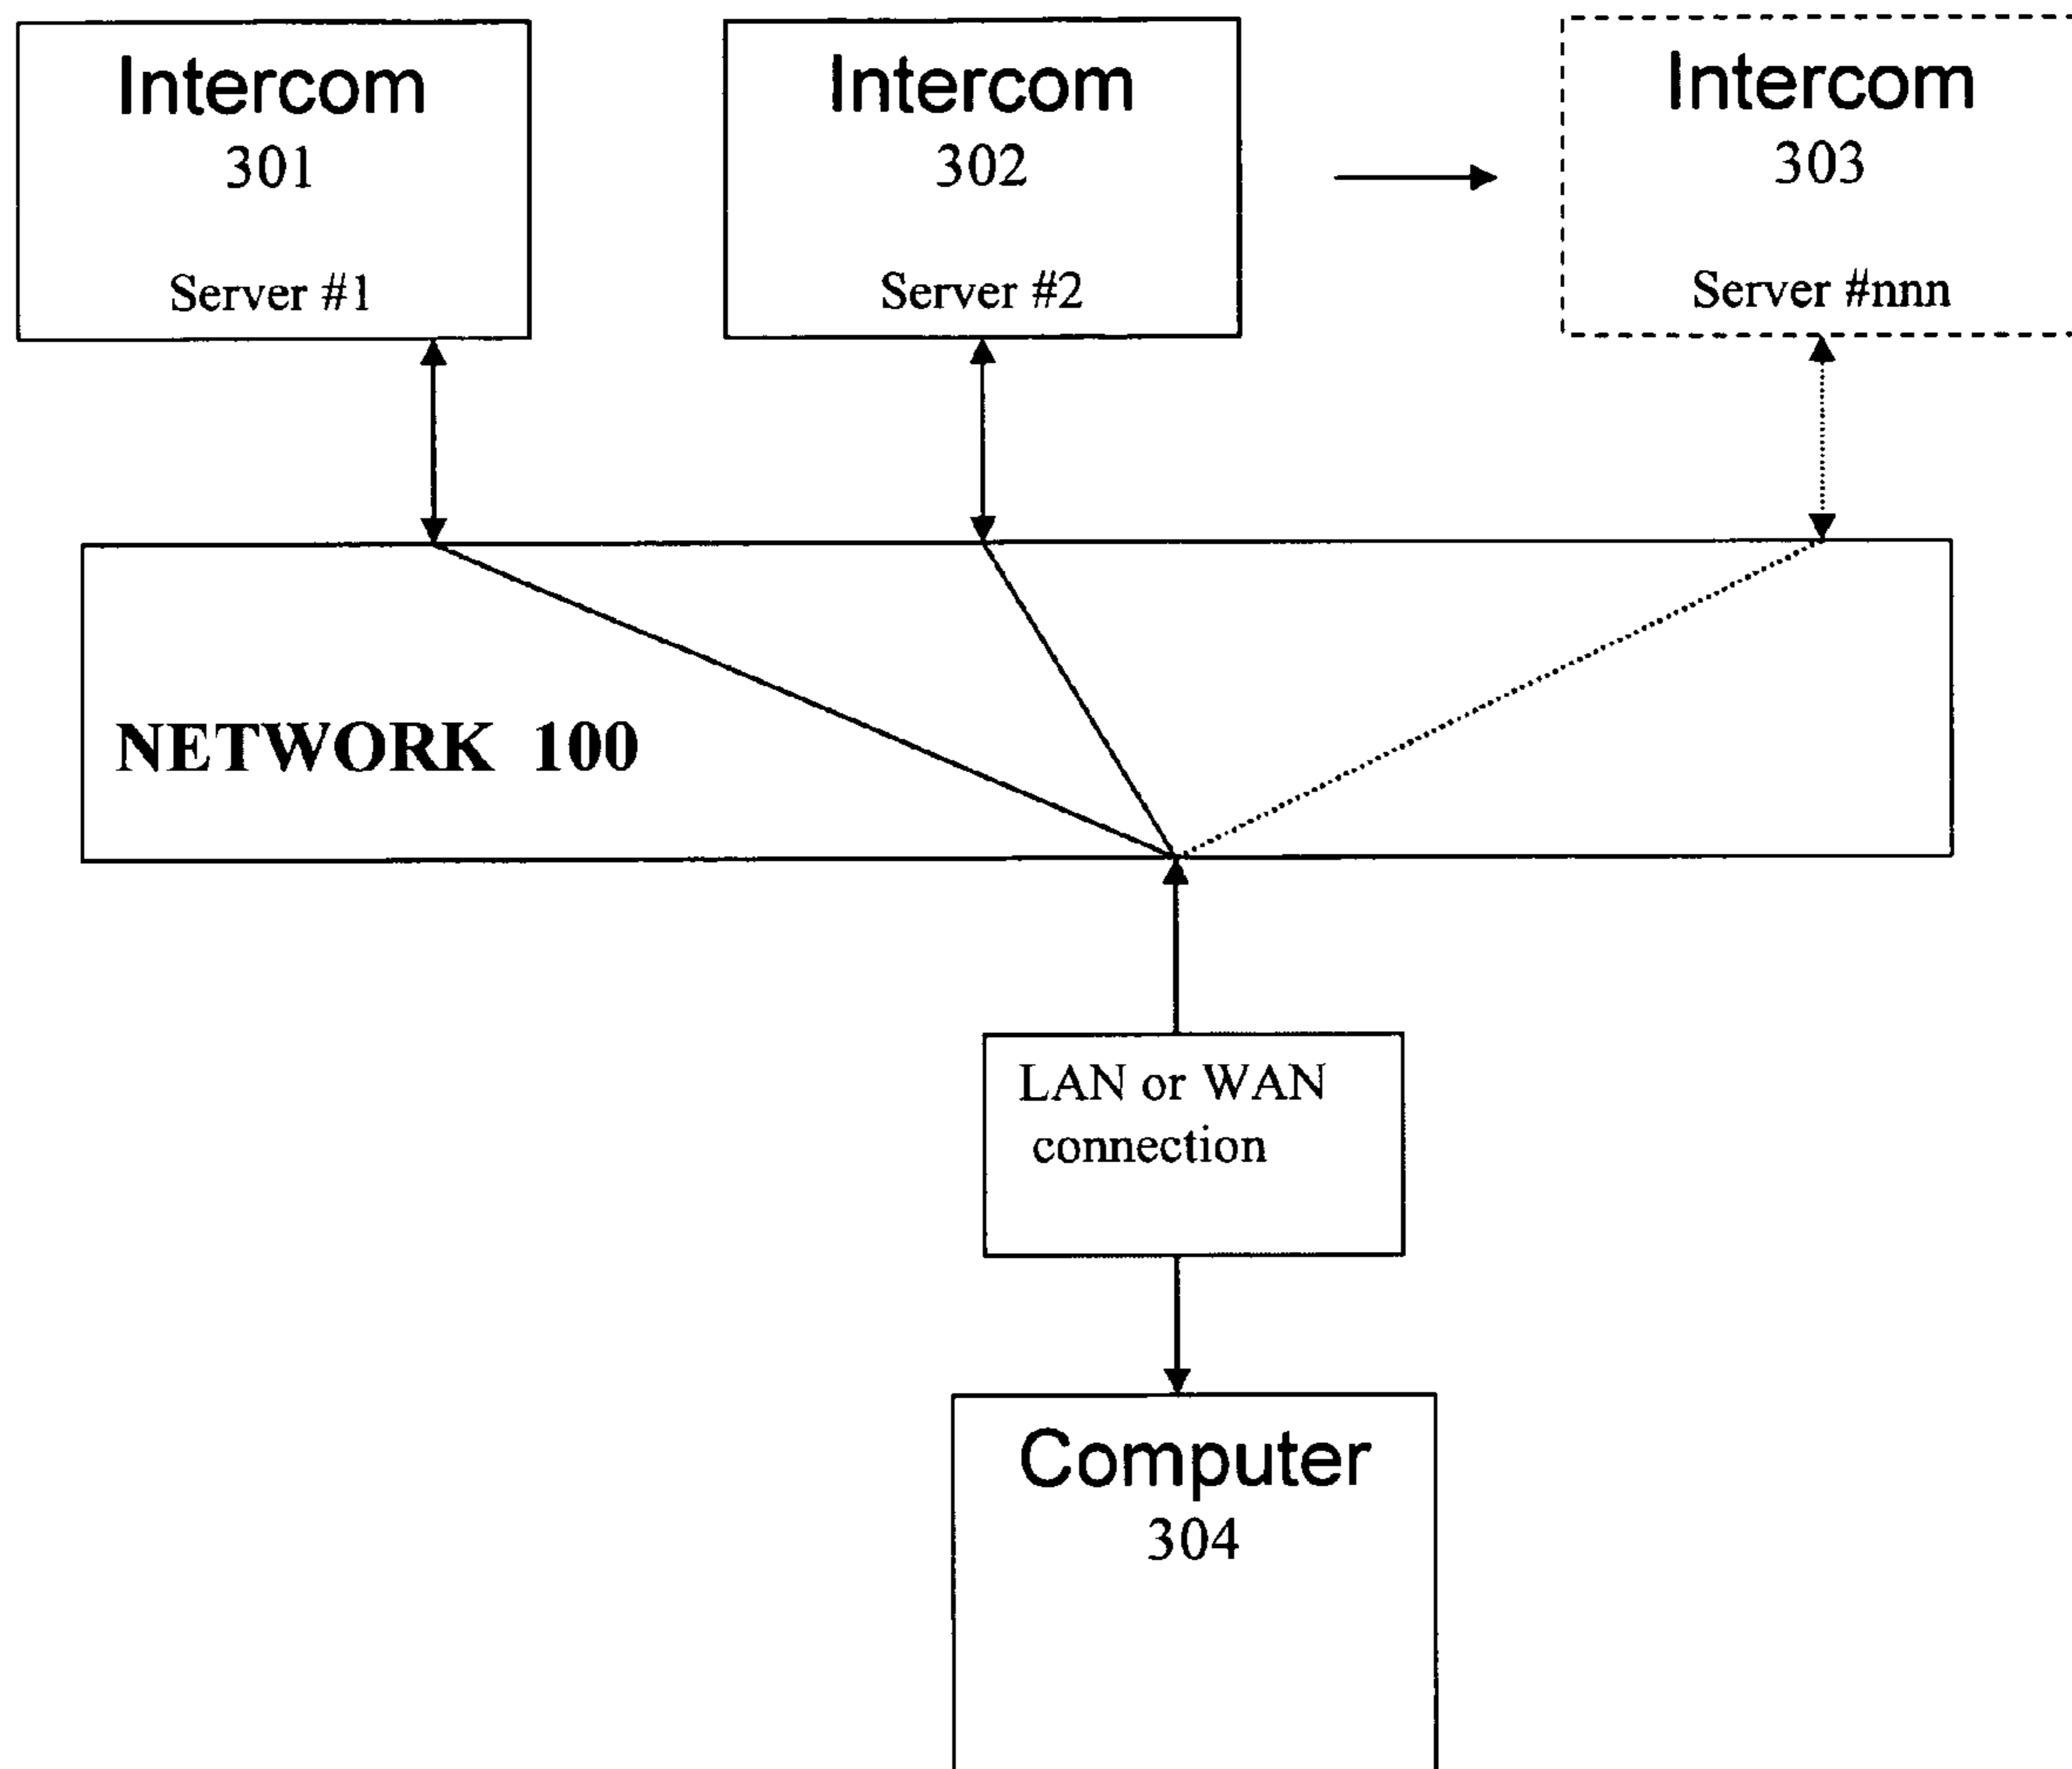 Intercom
301
Server #1
Intercom
302
Server #2
Intercom
303
Server #nnn
NETWORK 100
LAN or WAN
connection
Computer
304